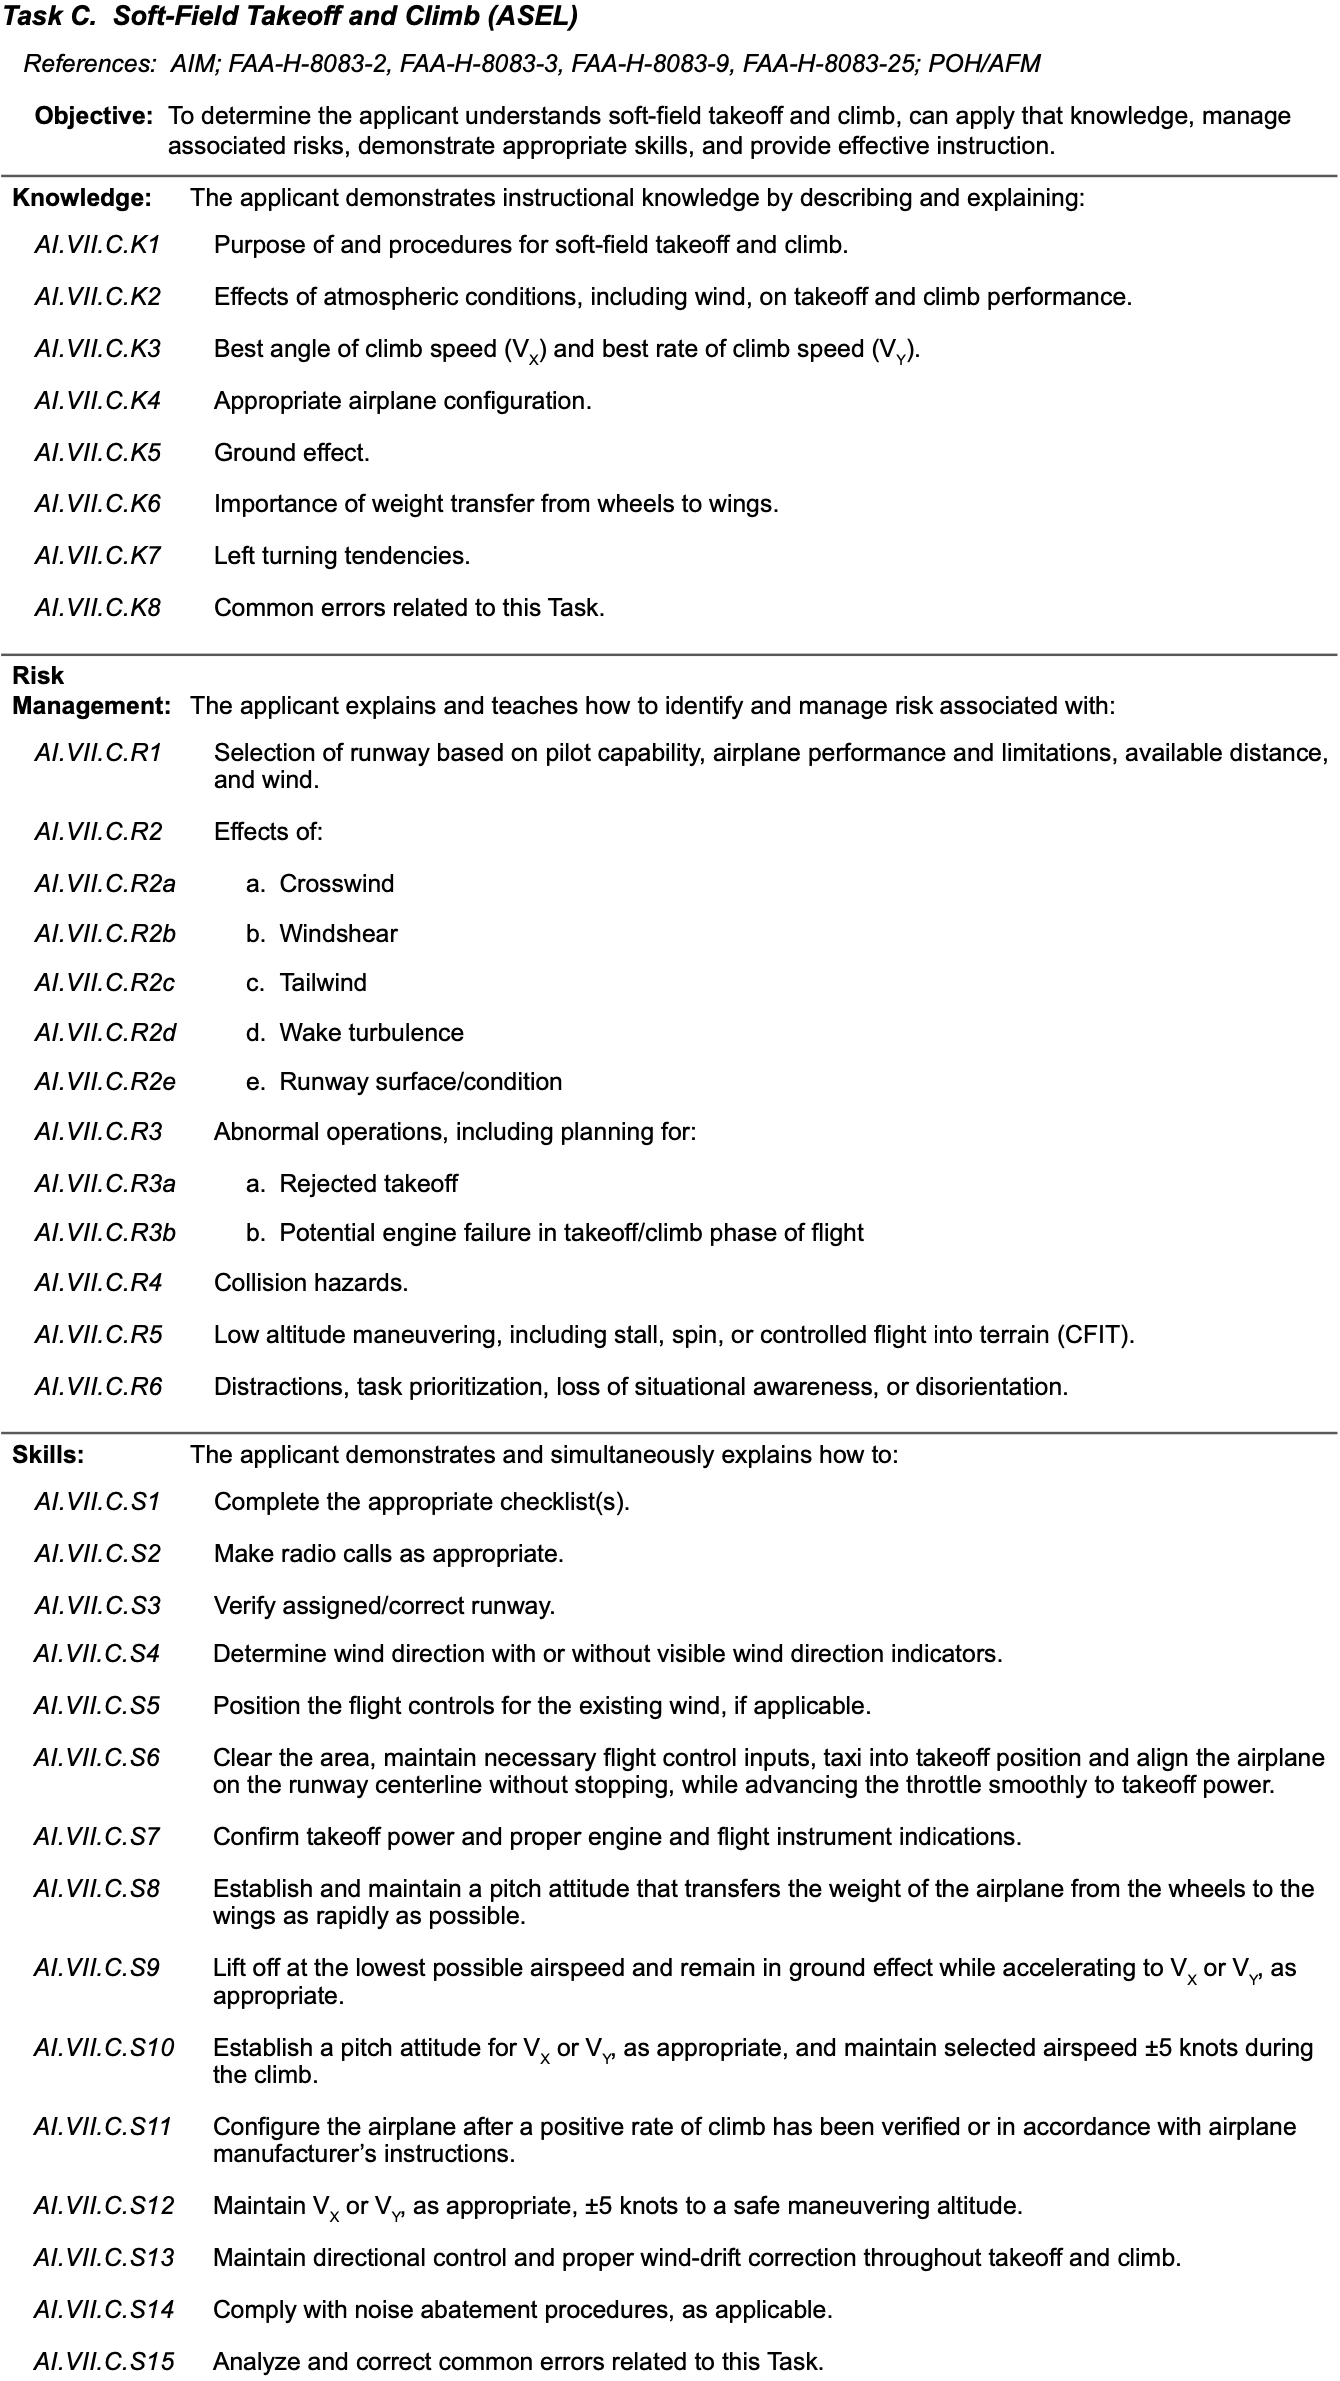 Task C. Soft-Field Takeoff and Climb (ASEL)
References: AIM; FAA-H-8083-2, FAA-H-8083-3, FAA-H-8083-9, FAA-H-8083-25; POH/AFM
Objective: To determine the applicant understands soft-field takeoff and climb, can apply that knowledge, manage
associated risks, demonstrate appropriate skills, and provide effective instruction.
Knowledge: The applicant demonstrates instructional knowledge by describing and explaining:
AI.VII.C.K1 Purpose of and procedures for soft-field takeoff and climb.
AI.VII.C.K2 Effects of atmospheric conditions, including wind, on takeoff and climb performance.
AI.VII.C.K3 Best angle of climb speed (VX) and best rate of climb speed (VY).
AI.VII.C.K4 Appropriate airplane configuration.
AI.VII.C.K5 Ground effect.
AI.VII.C.K6 Importance of weight transfer from wheels to wings.
AI.VII.C.K7 Left turning tendencies.
AI.VII.C.K8 Common errors related to this Task.
Risk
Management: The applicant explains and teaches how to identify and manage risk associated with:
AI.VII.C.R1 Selection of runway based on pilot capability, airplane performance and limitations, available distance,
and wind.
AI.VII.C.R2 Effects of:
AI.VII.C.R2a a. Crosswind
AI.VII.C.R2b b. Windshear
AI.VII.C.R2c c. Tailwind
AI.VII.C.R2d d. Wake turbulence
AI.VII.C.R2e e. Runway surface/condition
AI.VII.C.R3 Abnormal operations, including planning for:
AI.VII.C.R3a a. Rejected takeoff
AI.VII.C.R3b b. Potential engine failure in takeoff/climb phase of flight
AI.VII.C.R4 Collision hazards.
AI.VII.C.R5 Low altitude maneuvering, including stall, spin, or controlled flight into terrain (CFIT).
AI.VII.C.R6 Distractions, task prioritization, loss of situational awareness, or disorientation.
Skills: The applicant demonstrates and simultaneously explains how to:
AI.VII.C.S1 Complete the appropriate checklist(s).
AI.VII.C.S2 Make radio calls as appropriate.
AI.VII.C.S3 Verify assigned/correct runway.
AI.VII.C.S4 Determine wind direction with or without visible wind direction indicators.
AI.VII.C.S5 Position the flight controls for the existing wind, if applicable.
AI.VII.C.S6 Clear the area, maintain necessary flight control inputs, taxi into takeoff position and align the airplane
on the runway centerline without stopping, while advancing the throttle smoothly to takeoff power.
AI.VII.C.S7 Confirm takeoff power and proper engine and flight instrument indications.
AI.VII.C.S8 Establish and maintain a pitch attitude that transfers the weight of the airplane from the wheels to the
wings as rapidly as possible.
AI.VII.C.S9 Lift off at the lowest possible airspeed and remain in ground effect while accelerating to VX or VY, as
appropriate.
AI.VII.C.S10 Establish a pitch attitude for VX or VY, as appropriate, and maintain selected airspeed ±5 knots during
the climb.
AI.VII.C.S11 Configure the airplane after a positive rate of climb has been verified or in accordance with airplane
manufacturer’s instructions.
AI.VII.C.S12 Maintain VX or VY, as appropriate, ±5 knots to a safe maneuvering altitude.
AI.VII.C.S13 Maintain directional control and proper wind-drift correction throughout takeoff and climb.
AI.VII.C.S14 Comply with noise abatement procedures, as applicable.
AI.VII.C.S15 Analyze and correct common errors related to this Task.